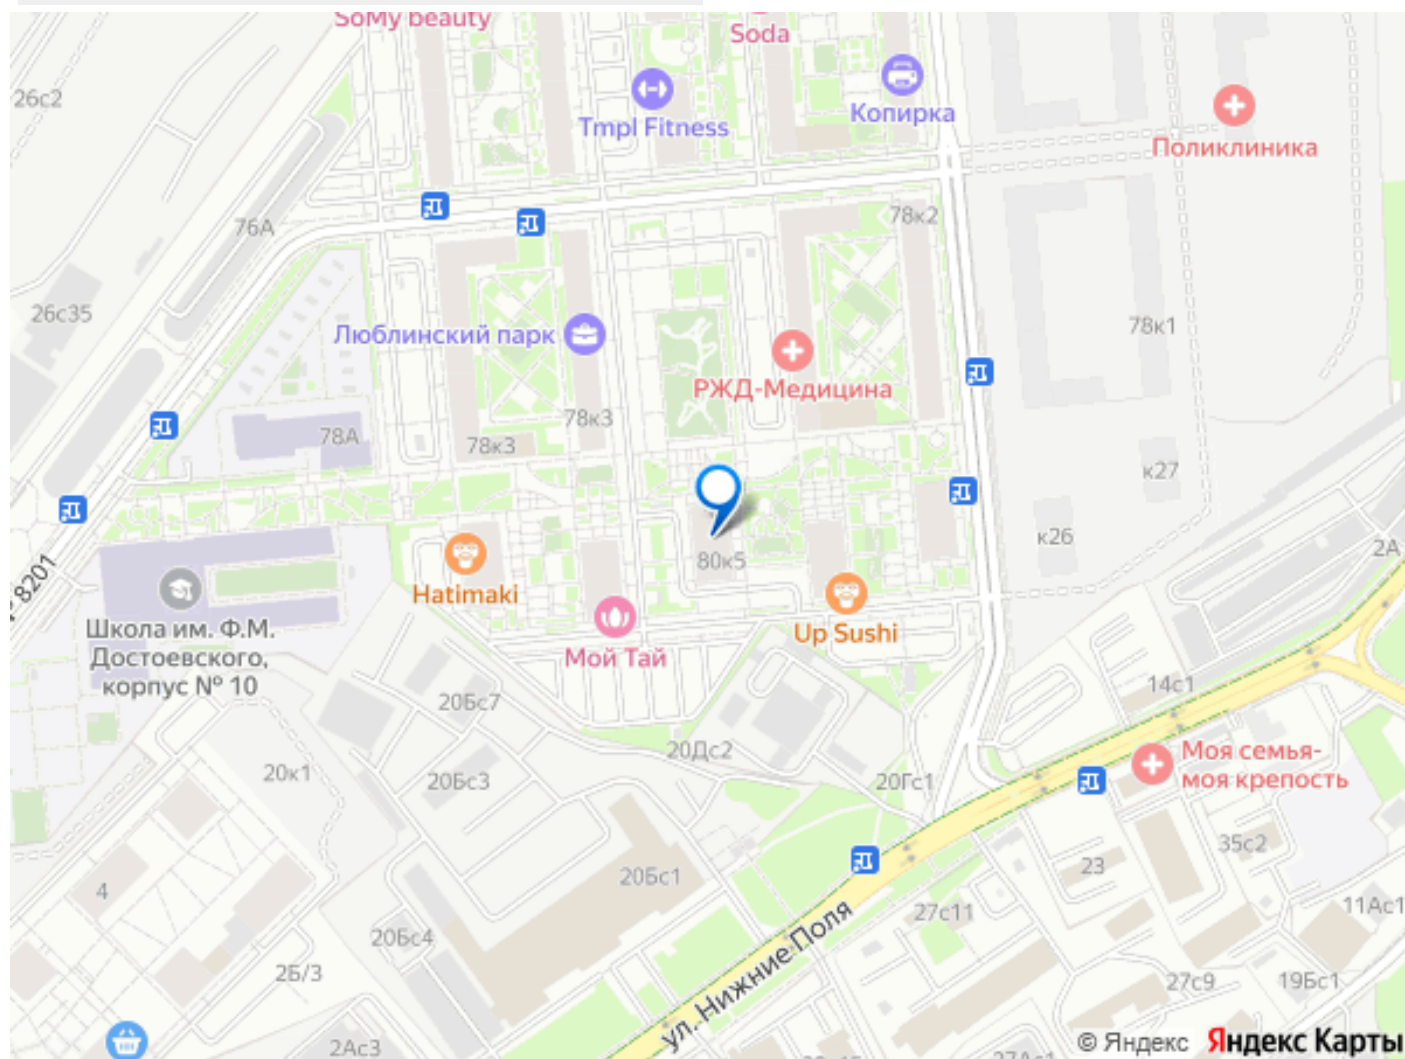 SoMy beauty
Soda
26с2
Tmpl Fitness
Копирка
Поликлиника
76А
78к2
26с35
Люблинский парк
78к1
РЖД-Медицина
78А
78к3
78к3
к27
к26
2А
80к5
Hatimaki
Up Sushi
8201
Школа им. Ф.М.
Достоевского,
корпус № 10
Мой Тай
14с1
20Бс7
20Дс2
20к1
20Бс3
20Гс1
Моя семья-
моя крепость
35с2
23
20Бс1
4
11Ас1
27с11
20Бс4
ул. Нижние Поля
2Б/3
27с9
19Бс1
2Ас3
© Яндекс Яндекс Карты